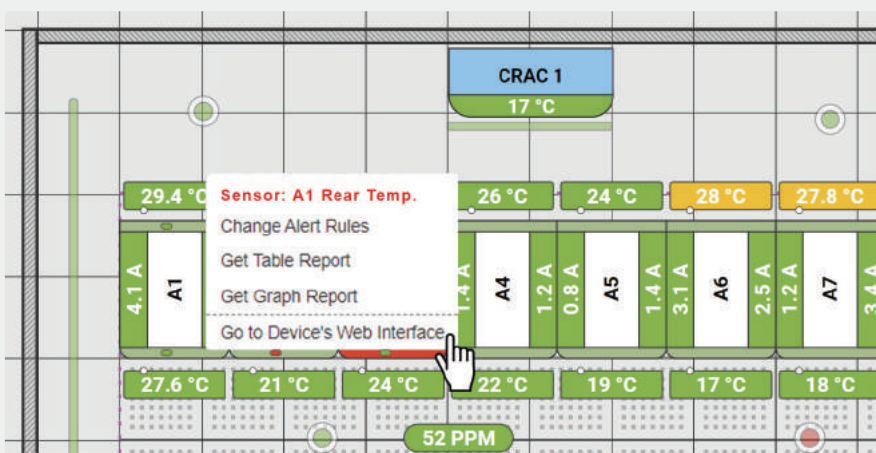 CRAC 1
17 °C
29.4 °C
26 °C
24 °C
28 °C
27.8 °C
Sensor: A1 Rear Temp.
Change Alert Rules
Get Table Report
Get Graph Report
Go to Device's Web Interface
4.1 A
A1
1.4 A
A4
1.2 A
0.8 A
A5
1.4 A
3.1 A
A6
2.5 A
1.2 A
A7
3.4 A
27.6 °C
21 °C
24 °C
22 °C
19 °C
17 °C
18 °C
52 PPM